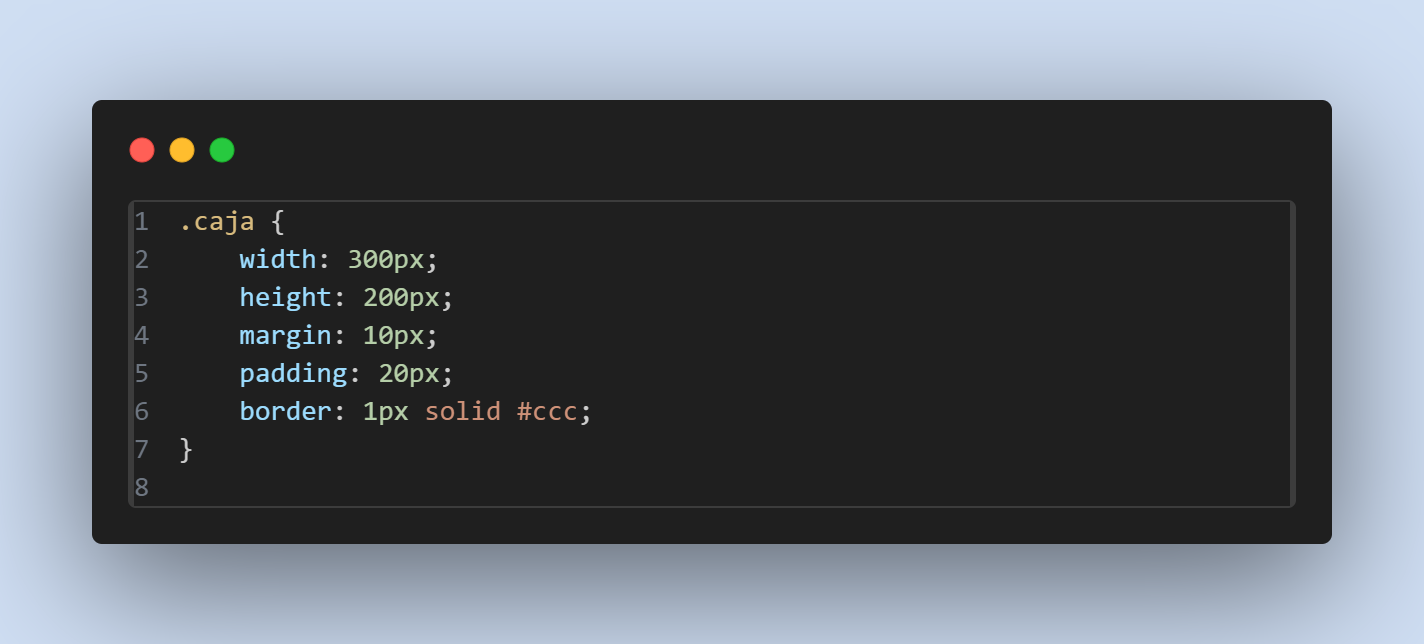 1 .caja {
2     width: 300px;
3     height: 200px;
4     margin: 10px;
5     padding: 20px;
6     border: 1px solid #ccc;
7 }
8